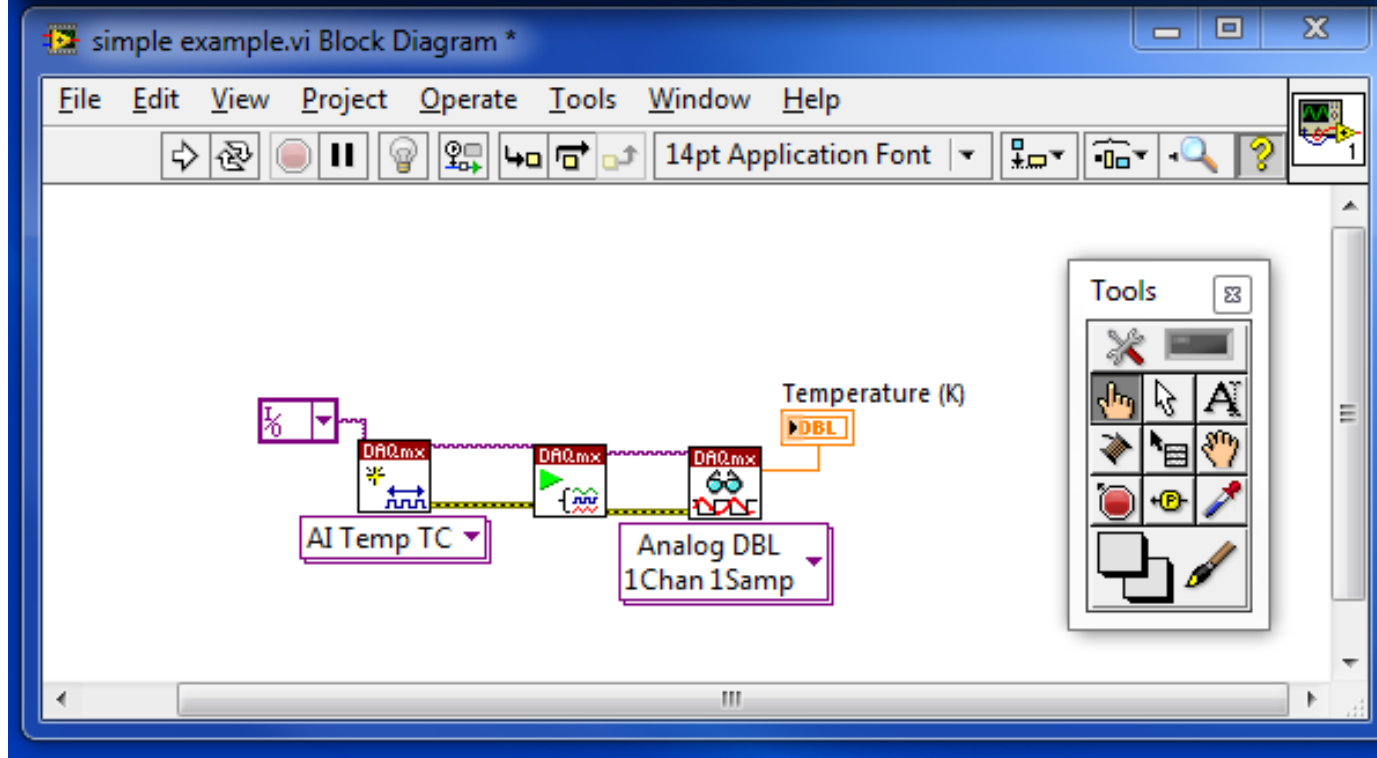 simple example.vi Block Diagram *
File Edit View Project Operate Tools Window Help
14pt Application Font
1
Tools
A
P
Temperature (K)
I/O
DBL
DAQmx
DAQmx
DAQmx
AI Temp TC
Analog DBL
1Chan 1Samp